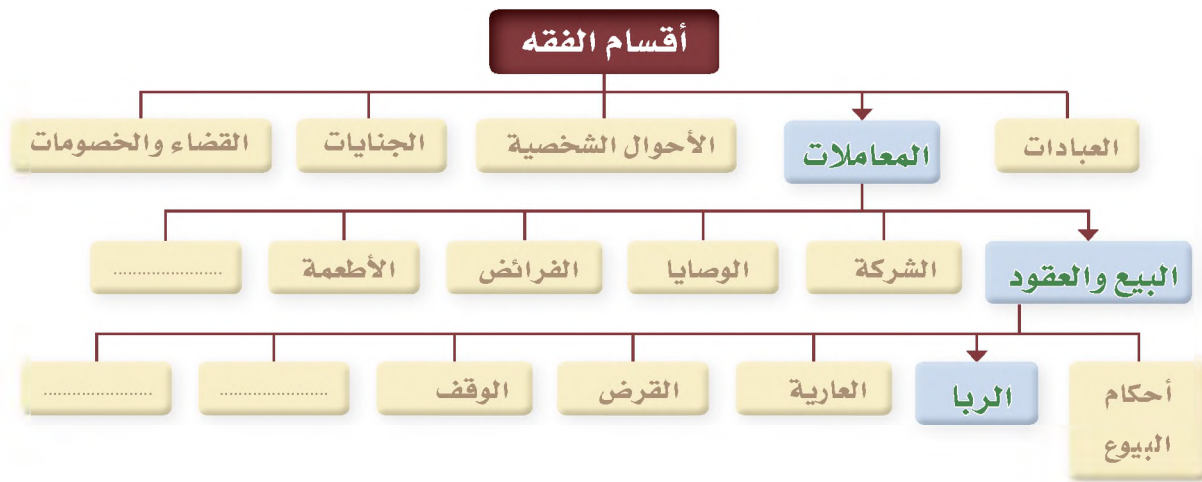 أقسام الفقه
العبادات
المعاملات
الأحوال الشخصية
الجنايات
القضاء والخصومات
البيع والعقود
الشركة
الوصايا
الفرائض
الأطعمة
......................
أحكام
البيوع
الربا
العارية
القرض
الوقف
......................
......................